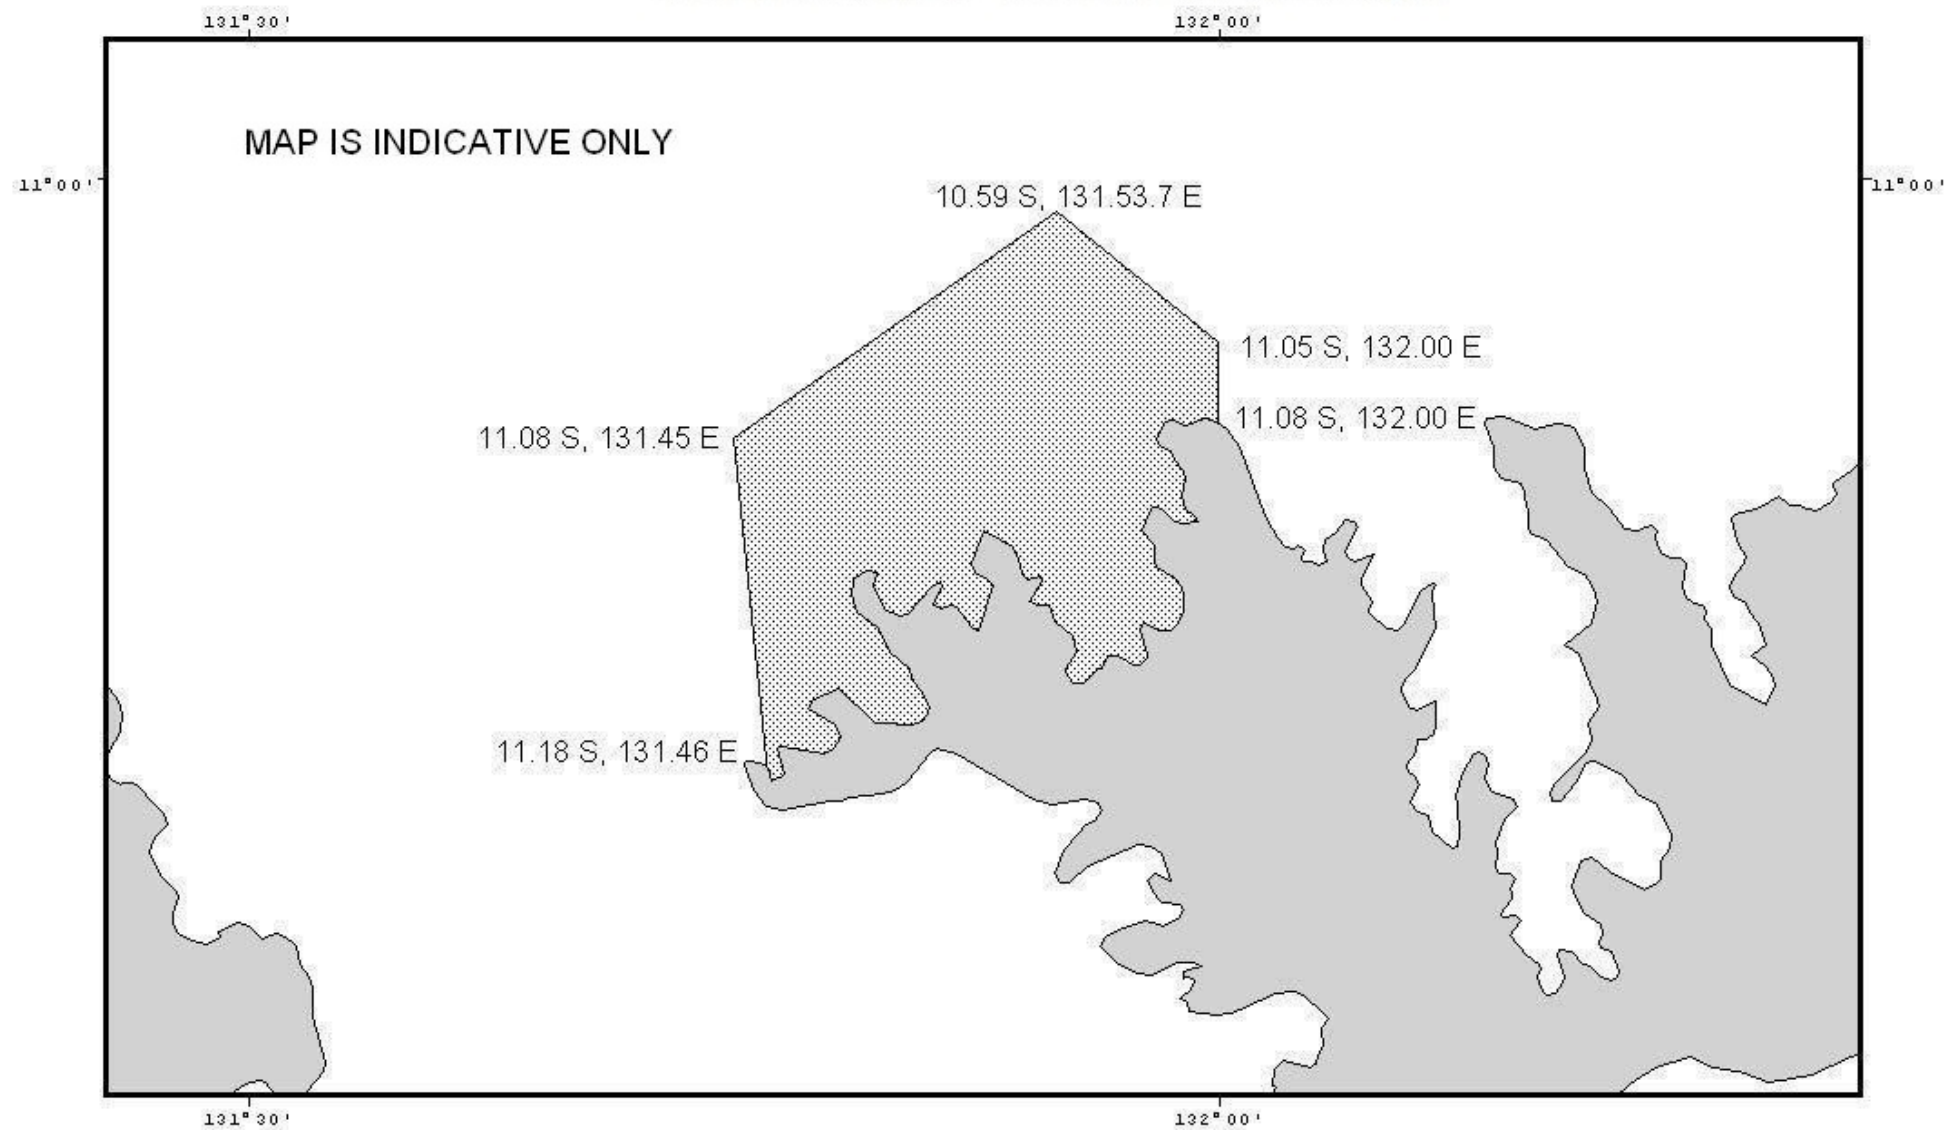 131°30' 132°00'
MAP IS INDICATIVE ONLY
11°00' 11°00'
10.59 S, 131.53.7 E
11.05 S, 132.00 E
11.08 S, 132.00 E
11.08 S, 131.45 E
11.18 S, 131.46 E
131°30' 132°00'